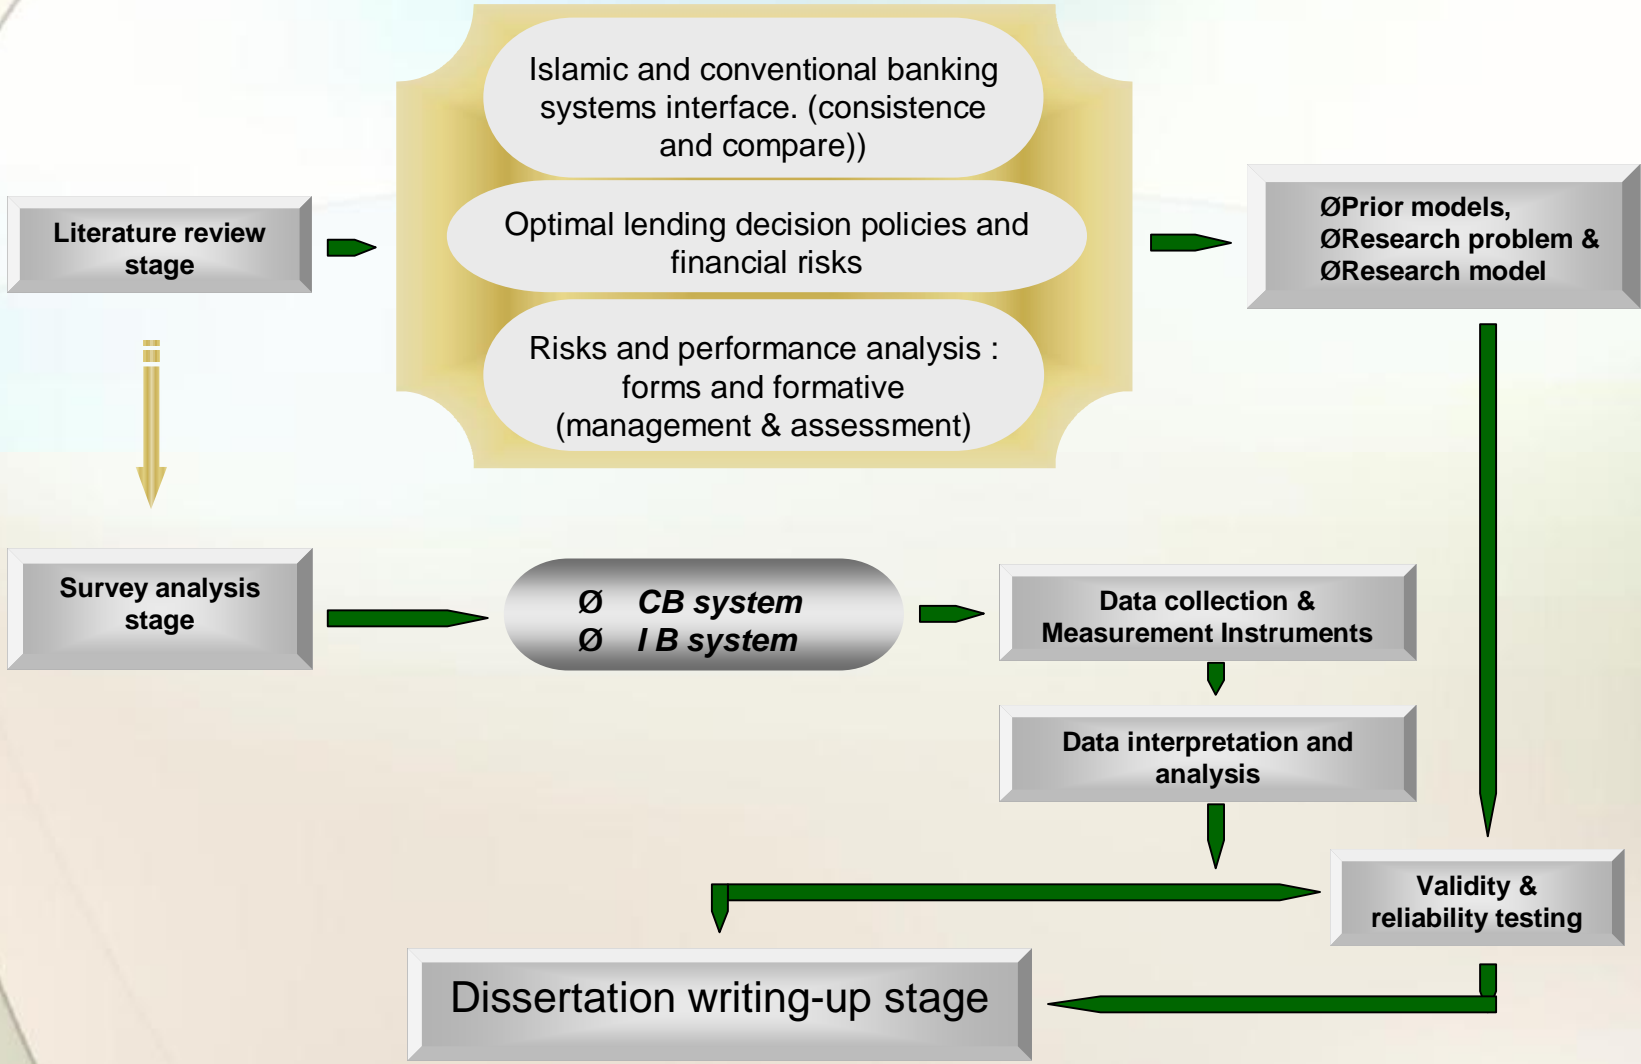 Islamic and conventional banking
systems interface. (consistence
and compare))
Literature review
stage
Optimal lending decision policies and
financial risks
ØPrior models,
ØResearch problem &
ØResearch model
Risks and performance analysis :
forms and formative
(management & assessment)
Survey analysis
stage
Ø CB system
Ø I B system
Data collection &
Measurement Instruments
Data interpretation and
analysis
Validity &
reliability testing
Dissertation writing-up stage